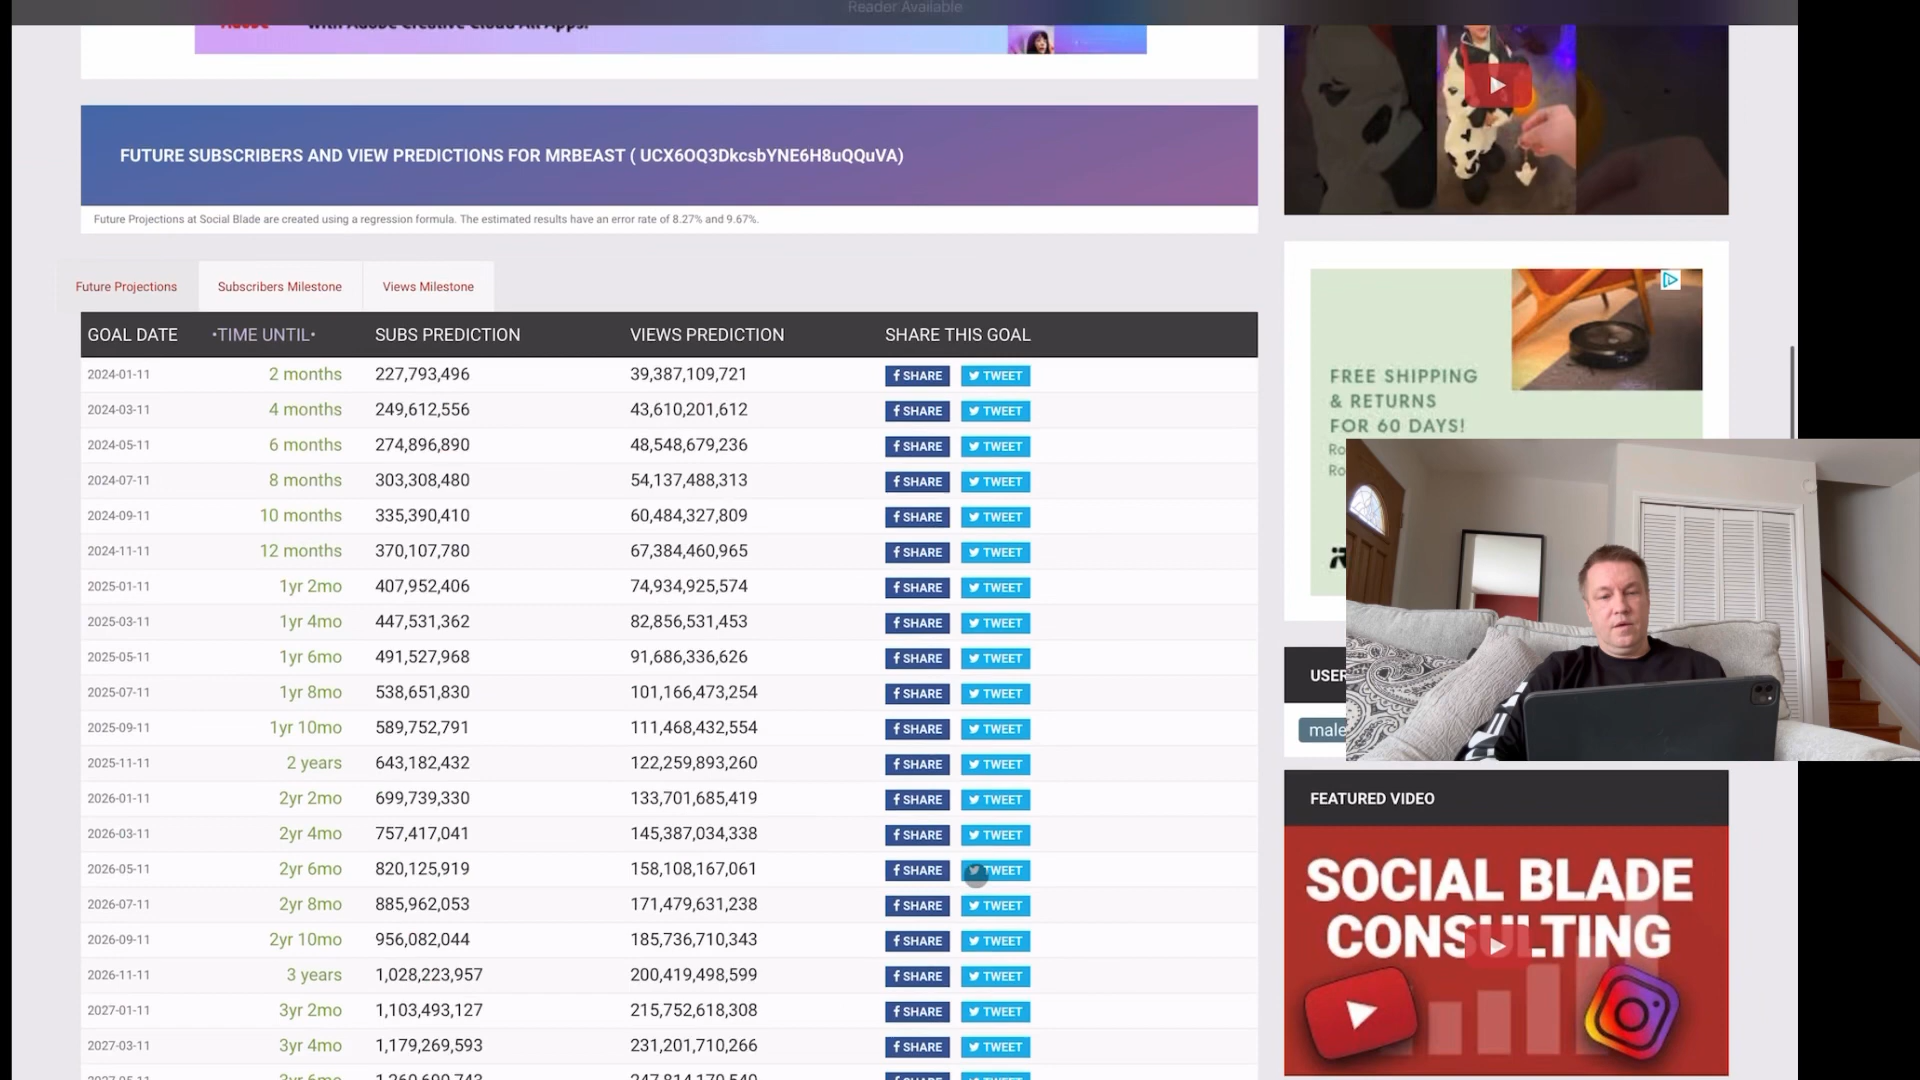 Reader Available
with Adobe Creative Cloud All Apps.
FUTURE SUBSCRIBERS AND VIEW PREDICTIONS FOR MRBEAST ( UCX6OQ3DkcsbYNE6H8uQQuVA)
Future Projections at Social Blade are created using a regression formula. The estimated results have an error rate of 8.27% and 9.67%.
Future Projections Subscribers Milestone Views Milestone
GOAL DATE •TIME UNTIL• SUBS PREDICTION VIEWS PREDICTION SHARE THIS GOAL
2024-01-11 2 months 227,793,496 39,387,109,721 SHARE TWEET
2024-03-11 4 months 249,612,556 43,610,201,612 SHARE TWEET
2024-05-11 6 months 274,896,890 48,548,679,236 SHARE TWEET
2024-07-11 8 months 303,308,480 54,137,488,313 SHARE TWEET
2024-09-11 10 months 335,390,410 60,484,327,809 SHARE TWEET
2024-11-11 12 months 370,107,780 67,384,460,965 SHARE TWEET
2025-01-11 1yr 2mo 407,952,406 74,934,925,574 SHARE TWEET
2025-03-11 1yr 4mo 447,531,362 82,856,531,453 SHARE TWEET
2025-05-11 1yr 6mo 491,527,968 91,686,336,626 SHARE TWEET
2025-07-11 1yr 8mo 538,651,830 101,166,473,254 SHARE TWEET
2025-09-11 1yr 10mo 589,752,791 111,468,432,554 SHARE TWEET
2025-11-11 2 years 643,182,432 122,259,893,260 SHARE TWEET
2026-01-11 2yr 2mo 699,739,330 133,701,685,419 SHARE TWEET
2026-03-11 2yr 4mo 757,417,041 145,387,034,338 SHARE TWEET
2026-05-11 2yr 6mo 820,125,919 158,108,167,061 SHARE TWEET
2026-07-11 2yr 8mo 885,962,053 171,479,631,238 SHARE TWEET
2026-09-11 2yr 10mo 956,082,044 185,736,710,343 SHARE TWEET
2026-11-11 3 years 1,028,223,957 200,419,498,599 SHARE TWEET
2027-01-11 3yr 2mo 1,103,493,127 215,752,618,308 SHARE TWEET
2027-03-11 3yr 4mo 1,179,269,593 231,201,710,266 SHARE TWEET
FREE SHIPPING
& RETURNS
FOR 60 DAYS!
Ro
Ro
USER
male
FEATURED VIDEO
SOCIAL BLADE
CONSULTING